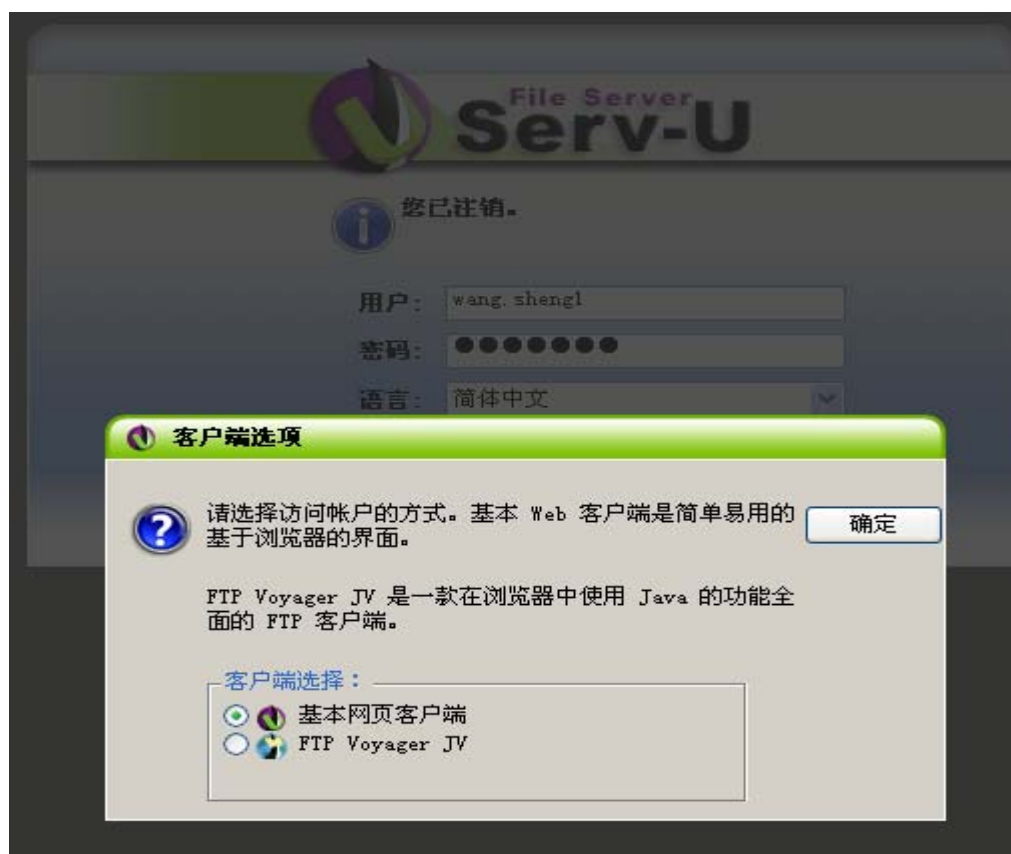 File Server
Serv-U
您已注销。
用户: wang.shengl
密码: ●●●●●●●
语言: 简体中文
客户端选项
请选择访问帐户的方式。基本 Web 客户端是简单易用的
基于浏览器的界面。
确定
FTP Voyager JV 是一款在浏览器中使用 Java 的功能全
面的 FTP 客户端。
客户端选择：
基本网页客户端
FTP Voyager JV